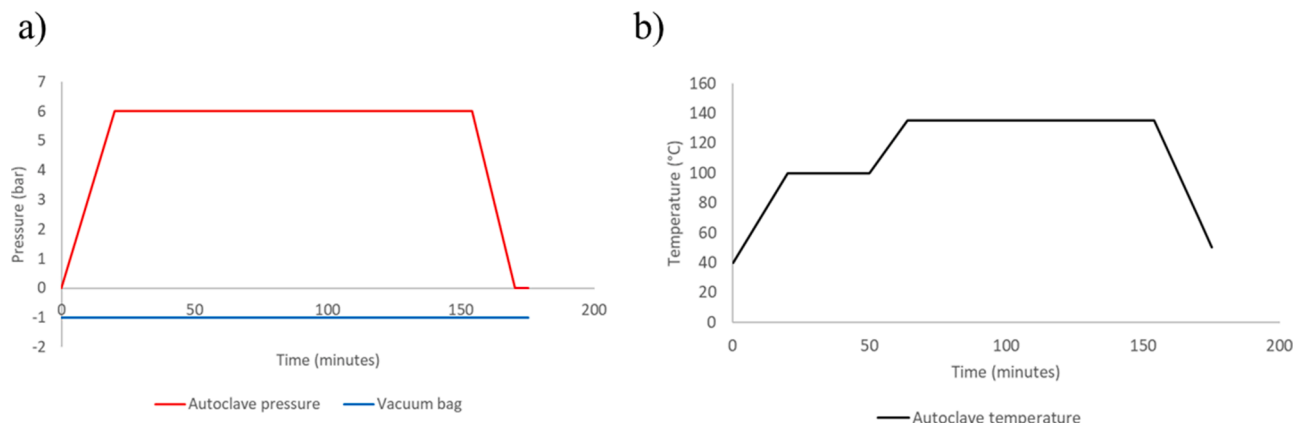 a)
7
6
5
4
3
2
1
0
-1
-2
0 50 100 150 200
Pressure (bar)
Time (minutes)
Autoclave pressure Vacuum bag
b)
160
140
120
100
80
60
40
20
0
0 50 100 150 200
Temperature (°C)
Time (minutes)
Autoclave temperature